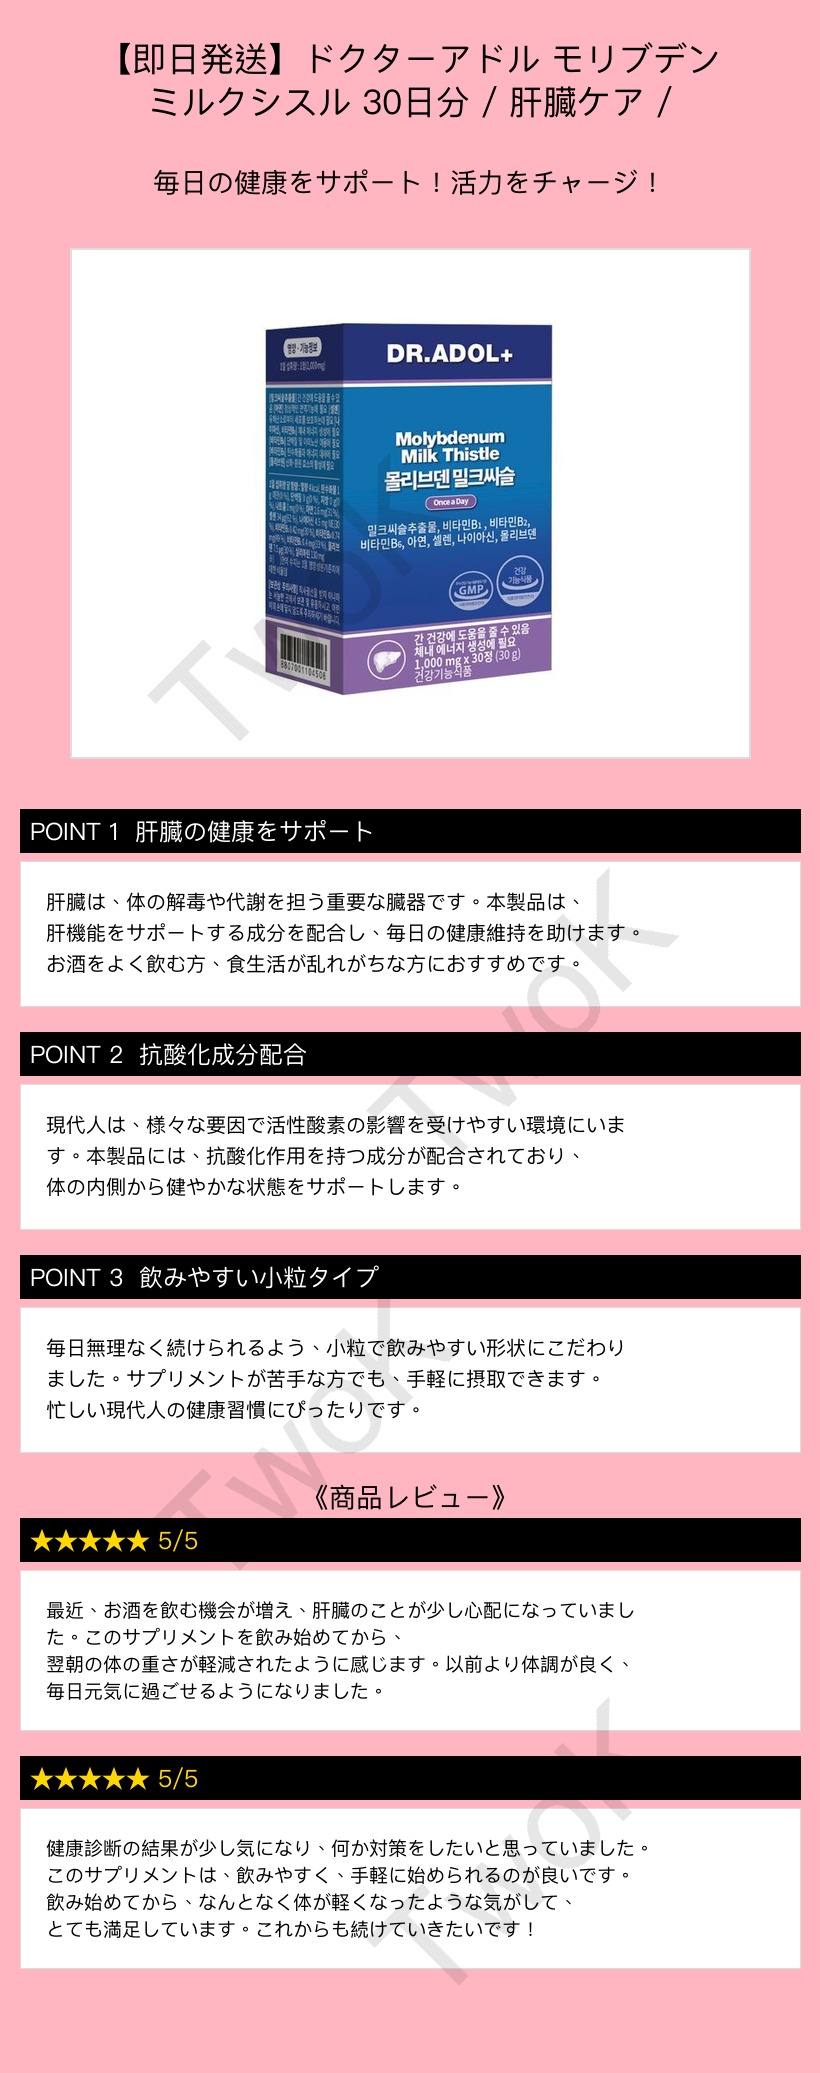 【即日発送】ドクターアドル モリブデン
ミルクシスル 30日分 / 肝臓ケア /
毎日の健康をサポート！活力をチャージ！
영양・기능정보
DR.ADOL+
Molybdenum
Milk Thistle
몰리브덴 밀크씨슬
Once a Day
밀크씨슬추출물, 비타민B₁, 비타민B₂,
비타민B₆, 아연, 셀렌, 나이아신, 몰리브덴
GMP
건강
기능식품
간 건강에 도움을 줄 수 있음
체내 에너지 생성에 필요
1,000 mg x 30정 (30 g)
건강기능식품
8807001104506
TwoK
POINT 1 肝臓の健康をサポート
肝臓は、体の解毒や代謝を担う重要な臓器です。本製品は、
肝機能をサポートする成分を配合し、毎日の健康維持を助けます。
お酒をよく飲む方、食生活が乱れがちな方におすすめです。
TwoK
POINT 2 抗酸化成分配合
現代人は、様々な要因で活性酸素の影響を受けやすい環境にいま
す。本製品には、抗酸化作用を持つ成分が配合されており、
体の内側から健やかな状態をサポートします。
POINT 3 飲みやすい小粒タイプ
毎日無理なく続けられるよう、小粒で飲みやすい形状にこだわり
ました。サプリメントが苦手な方でも、手軽に摂取できます。
忙しい現代人の健康習慣にぴったりです。
TwoK
《商品レビュー》
★★★★★ 5/5
最近、お酒を飲む機会が増え、肝臓のことが少し心配になっていまし
た。このサプリメントを飲み始めてから、
翌朝の体の重さが軽減されたように感じます。以前より体調が良く、
毎日元気に過ごせるようになりました。
★★★★★ 5/5
健康診断の結果が少し気になり、何か対策をしたいと思っていました。
このサプリメントは、飲みやすく、手軽に始められるのが良いです。
飲み始めてから、なんとなく体が軽くなったような気がして、
とても満足しています。これからも続けていきたいです！
TwoK